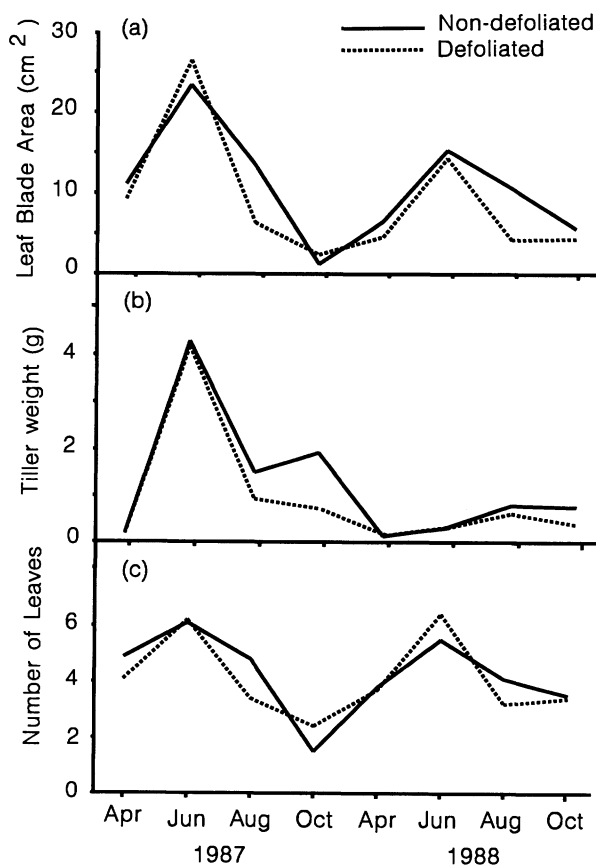 Non-defoliated
Defoliated
(a)
Leaf Blade Area (cm 2)
30
20
10
0
(b)
Tiller weight (g)
4
2
0
(c)
Number of Leaves
6
4
2
0
Apr Jun Aug Oct Apr Jun Aug Oct
1987 1988